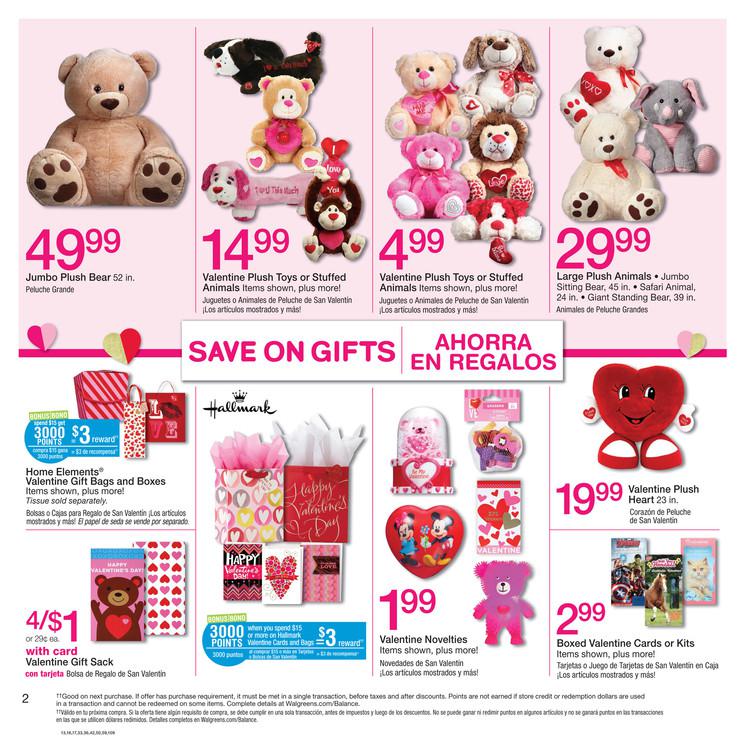 49.99
Jumbo Plush Bear 52 in.
Peluche Grande
I ♥ U This Much
I ♥ U This Much
I
love
You
14.99
Valentine Plush Toys or Stuffed
Animals Items shown, plus more!
Juguetes o Animales de Peluche de San Valentín
¡Los artículos mostrados y más!
Love
4.99
Valentine Plush Toys or Stuffed
Animals Items shown, plus more!
Juguetes o Animales de Peluche de San Valentín
¡Los artículos mostrados y más!
XOXO
29.99
Large Plush Animals • Jumbo
Sitting Bear, 45 in. • Safari Animal,
24 in. • Giant Standing Bear, 39 in.
Animales de Peluche Grandes
SAVE ON GIFTS
AHORRA
EN REGALOS
BONUS/BONO
spend $15 get
3000
POINTS
= $3 reward††
compra $15 gana
3000 puntos
= $3 de recompensa††
LOVE
Home Elements®
Valentine Gift Bags and Boxes
Items shown, plus more!
Tissue sold separately.
Bolsas o Cajas para Regalo de San Valentín ¡Los artículos
mostrados y más! El papel de seda se vende por separado.
HAPPY
VALENTINE'S DAY!
4/$1
or 29¢ ea.
with card
Valentine Gift Sack
con tarjeta Bolsa de Regalo de San Valentín
Hallmark
Happy
Valentine's
Day
HAPPY
Valentine's
Day!
LOVE
BONUS/BONO
3000
POINTS
3000 puntos
when you spend $15
or more on Hallmark
Valentine Cards and Bags
al comprar $15 o más en Tarjetas
o Bolsas de San Valentín
= $3 reward††
= $3 de recompensa††
Be My
Valentine
LOVE
ERASERS
VALENTINE
1.99
Valentine Novelties
Items shown, plus more!
Novedades de San Valentín
¡Los artículos mostrados y más!
19.99
Valentine Plush
Heart 23 in.
Corazón de Peluche
de San Valentín
2.99
Boxed Valentine Cards or Kits
Items shown, plus more!
Tarjetas o Juego de Tarjetas de San Valentín en Caja
¡Los artículos mostrados y más!
2
††Good on next purchase. If offer has purchase requirement, it must be met in a single transaction, before taxes and after discounts. Points are not earned if store credit or redemption dollars are used
in a transaction and cannot be redeemed on some items. Complete details at Walgreens.com/Balance.
††Válido en tu próxima compra. Si la oferta tiene algún requisito de compra, se debe cumplir en una sola transacción, antes de impuestos y luego de los descuentos. No se puede ganar ni redimir puntos en algunos artículos y no se ganará puntos en las transacciones
en las que se utilicen dólares redimidos. Detalles completos en Walgreens.com/Balance.